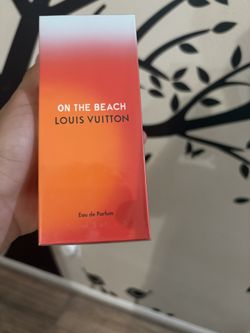 ON THE BEACH
LOUIS VUITTON
Eau de Parfum